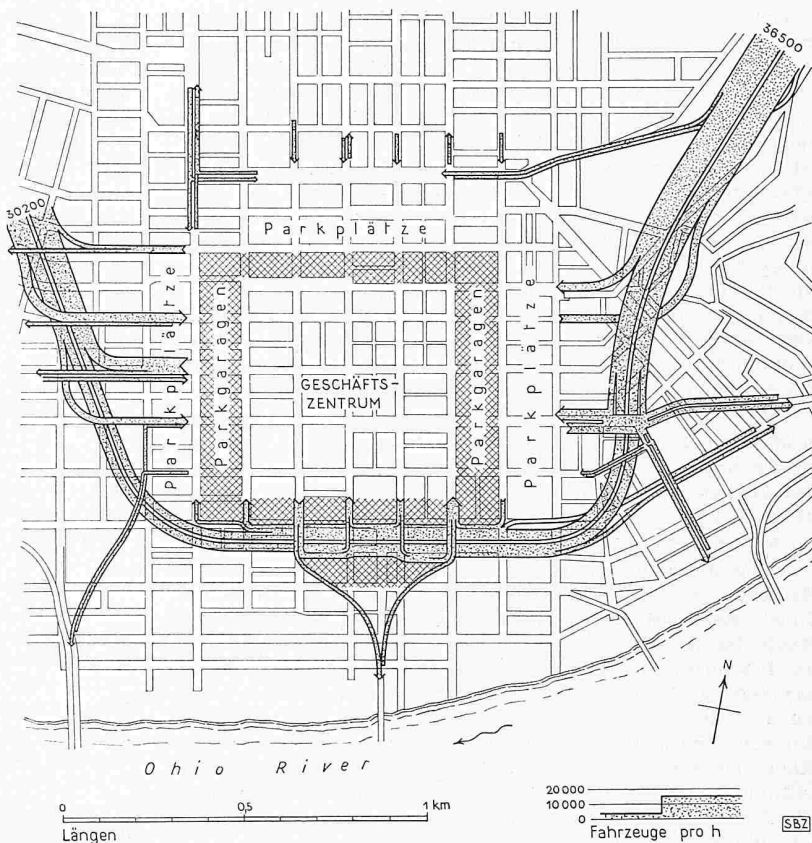 36500
30200
Parkplätze
Parkplätze
Parkgaragen
GESCHÄFTS-
ZENTRUM
Parkgaragen
Parkplätze
N
Ohio River
0 0,5 1 km
Längen
20000
10000
0
Fahrzeuge pro h
SBZ